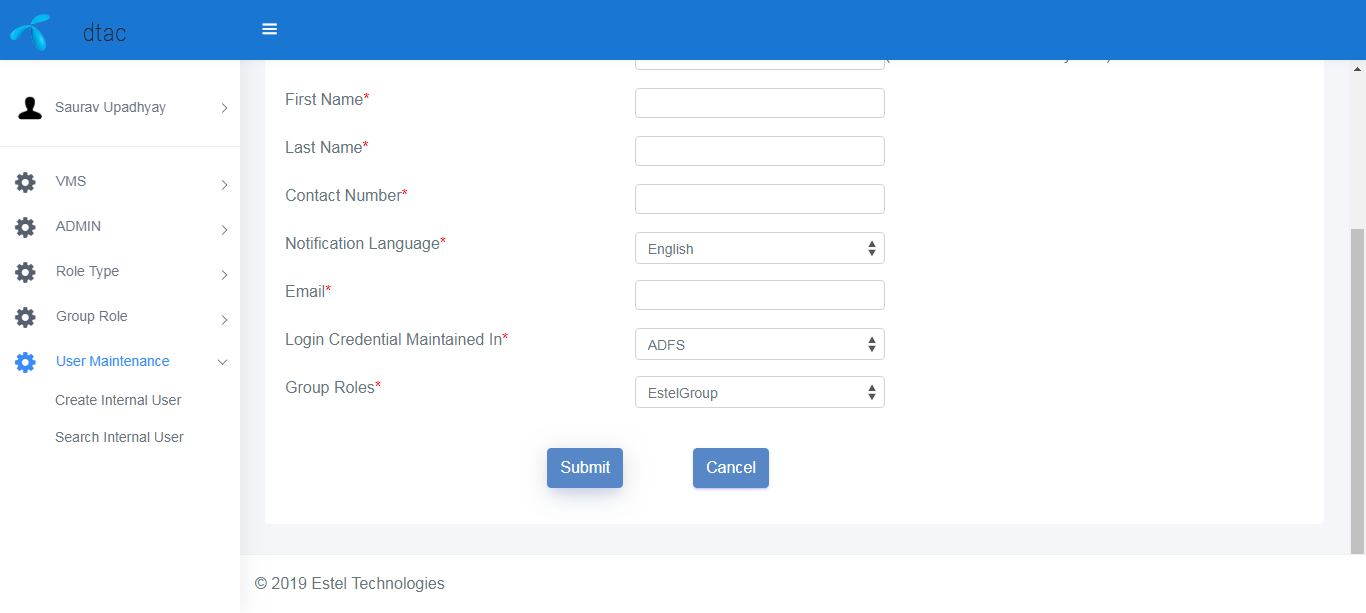 dtac
Saurav Upadhyay
VMS
ADMIN
Role Type
Group Role
User Maintenance
Create Internal User
Search Internal User
First Name*
Last Name*
Contact Number*
Notification Language* English
Email*
Login Credential Maintained In* ADFS
Group Roles* EstelGroup
Submit Cancel
© 2019 Estel Technologies